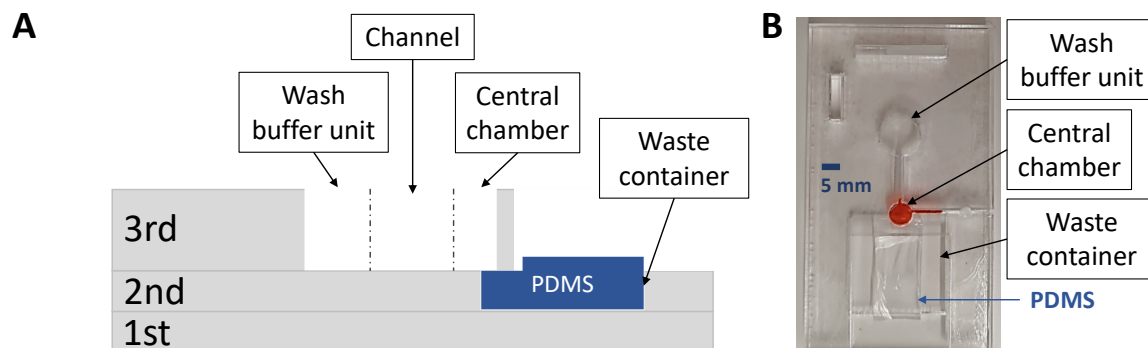 A
Channel
Wash
buffer unit
Central
chamber
Waste
container
3rd
2nd
PDMS
1st
B
Wash
buffer unit
Central
chamber
5 mm
Waste
container
PDMS